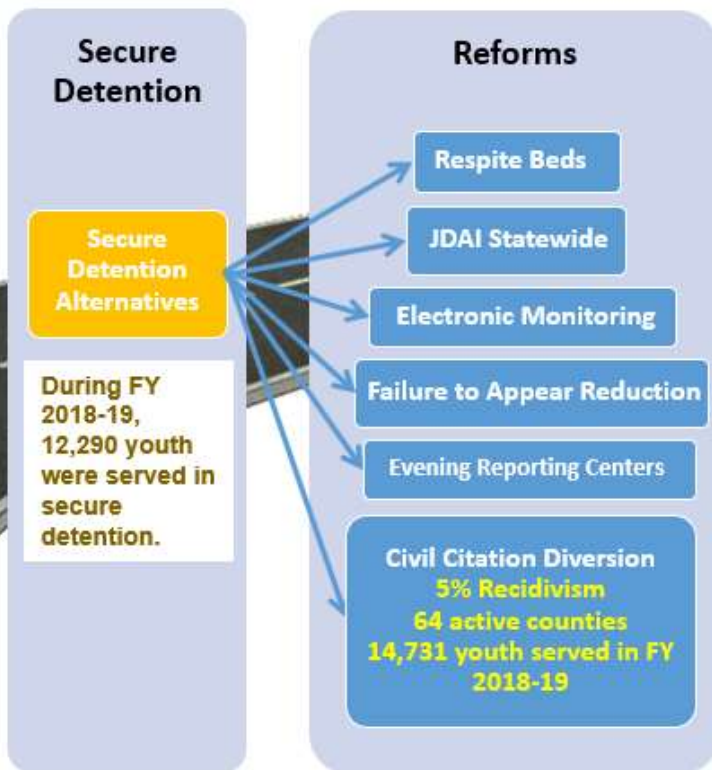 Secure
Detention
Secure
Detention
Alternatives
During FY
2018-19,
12,290 youth
were served in
secure
detention.
Reforms
Respite Beds
JDAI Statewide
Electronic Monitoring
Failure to Appear Reduction
Evening Reporting Centers
Civil Citation Diversion
5% Recidivism
64 active counties
14,731 youth served in FY
2018-19